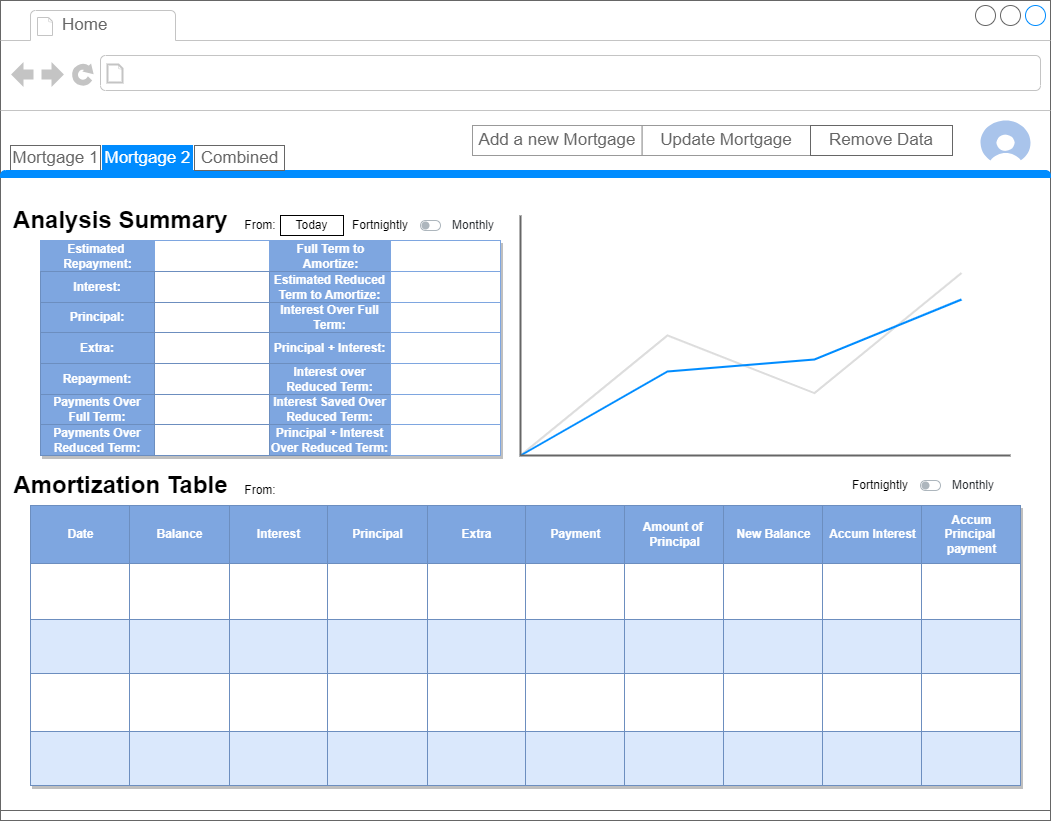 Home
Add a new Mortgage
Update Mortgage
Remove Data
Mortgage 1
Mortgage 2
Combined
Analysis Summary
From:
Today
Fortnightly
Monthly
Estimated
Repayment:
Full Term to
Amortize:
Interest:
Estimated Reduced
Term to Amortize:
Principal:
Interest Over Full
Term:
Extra:
Principal + Interest:
Repayment:
Interest over
Reduced Term:
Payments Over
Full Term:
Interest Saved Over
Reduced Term:
Payments Over
Reduced Term:
Principal + Interest
Over Reduced Term:
Amortization Table
From:
Fortnightly
Monthly
Date
Balance
Interest
Principal
Extra
Payment
Amount of
Principal
New Balance
Accum Interest
Accum
Principal
payment